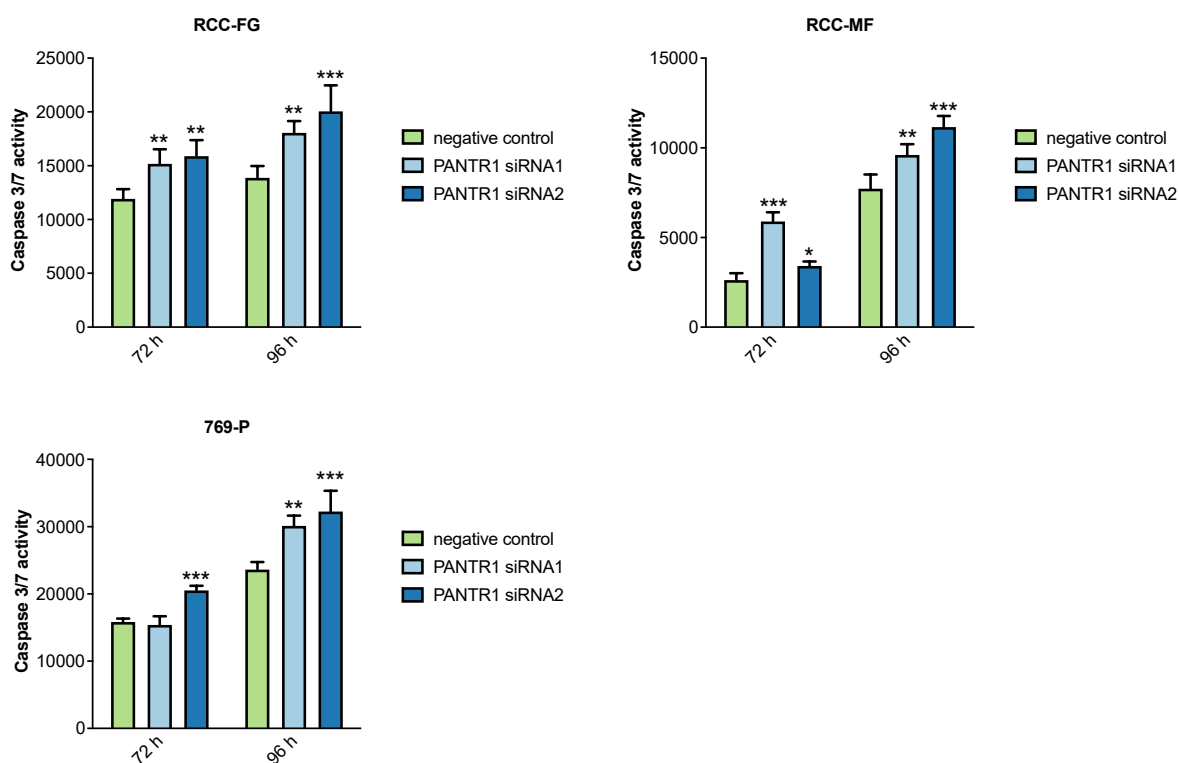 RCC-FG
Caspase 3/7 activity
25000
20000
15000
10000
5000
0
** ** ** ***
72 h 96 h
negative control
PANTR1 siRNA1
PANTR1 siRNA2
RCC-MF
Caspase 3/7 activity
15000
10000
5000
0
*** * ** ***
72 h 96 h
negative control
PANTR1 siRNA1
PANTR1 siRNA2
769-P
Caspase 3/7 activity
40000
30000
20000
10000
0
*** ** ***
72 h 96 h
negative control
PANTR1 siRNA1
PANTR1 siRNA2